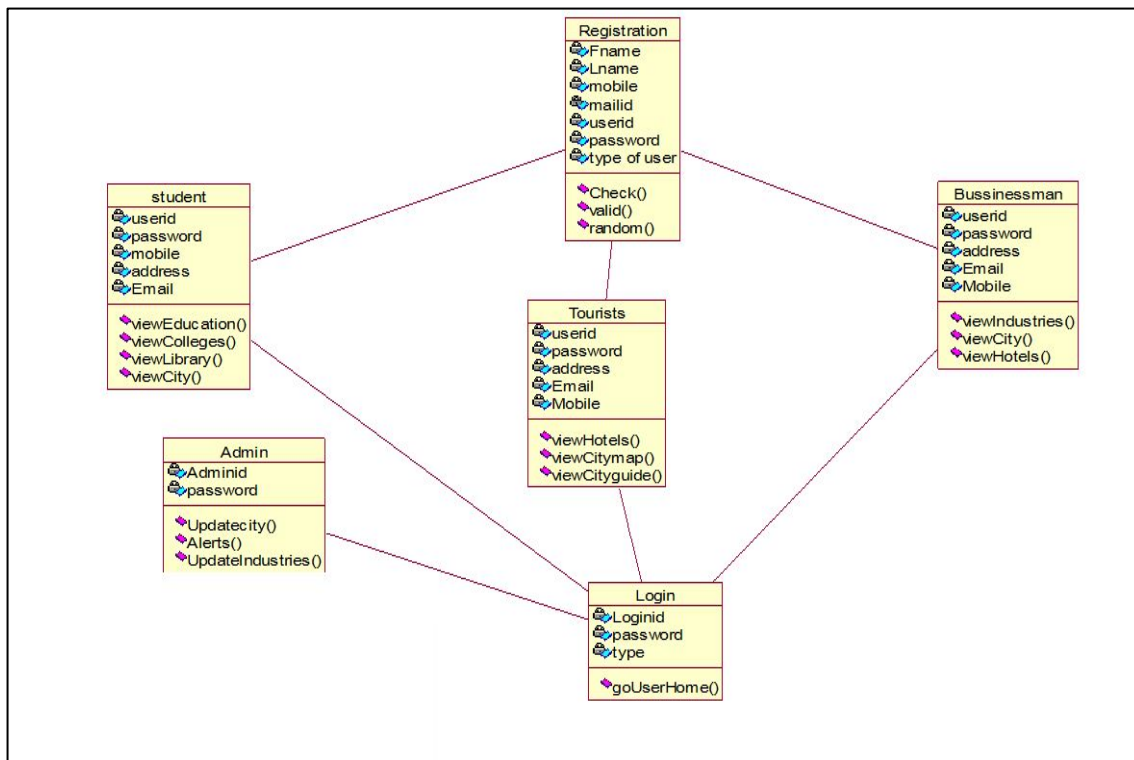 Registration
Fname
Lname
mobile
mailid
userid
password
type of user
Check()
valid()
random()
student
userid
password
mobile
address
Email
viewEducation()
viewColleges()
viewLibrary()
viewCity()
Bussinessman
userid
password
address
Email
Mobile
viewIndustries()
viewCity()
viewHotels()
Tourists
userid
password
address
Email
Mobile
viewHotels()
viewCitymap()
viewCityguide()
Admin
Adminid
password
Updatecity()
Alerts()
UpdateIndustries()
Login
Loginid
password
type
goUserHome()